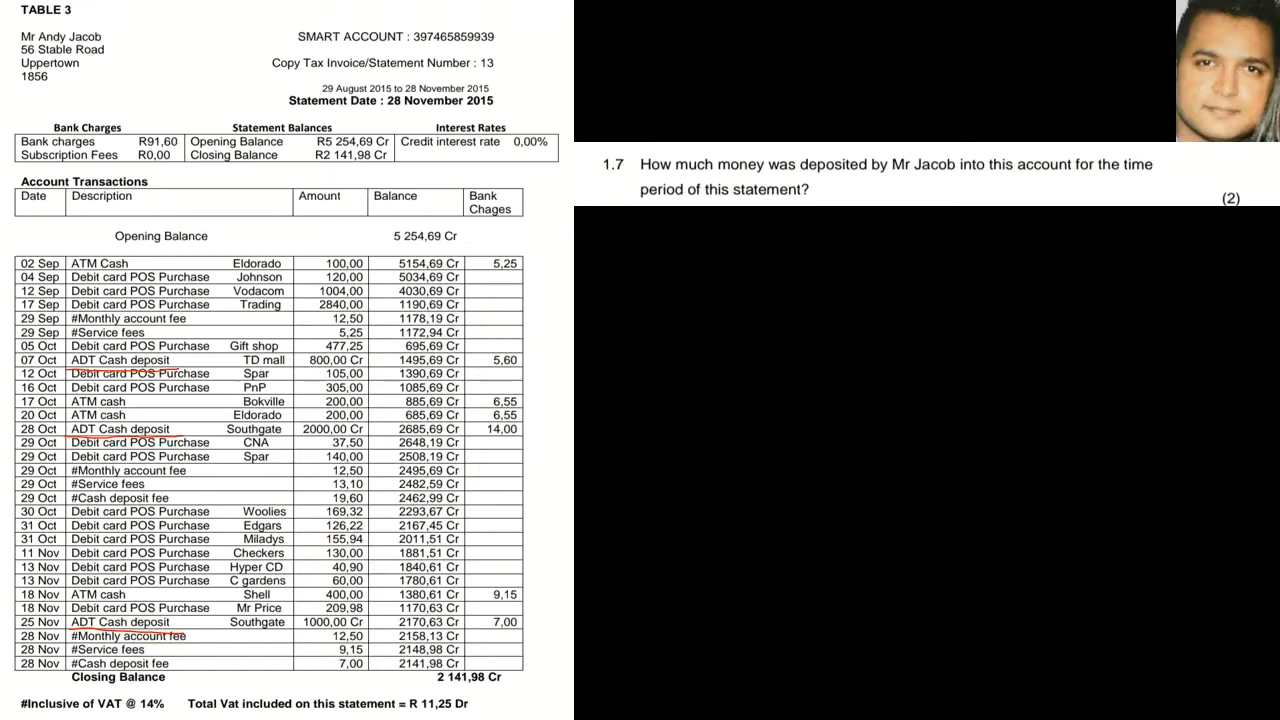 TABLE 3
Mr Andy Jacob
56 Stable Road
Uppertown
1856
SMART ACCOUNT : 397465859939
Copy Tax Invoice/Statement Number : 13
29 August 2015 to 28 November 2015
Statement Date : 28 November 2015
Bank Charges Statement Balances Interest Rates
Bank charges R91,60 Opening Balance R5 254,69 Cr Credit interest rate 0,00%
Subscription Fees R0,00 Closing Balance R2 141,98 Cr
Account Transactions
Date Description Amount Balance Bank
Chages
Opening Balance 5 254,69 Cr
02 Sep ATM Cash Eldorado 100,00 5154,69 Cr 5,25
04 Sep Debit card POS Purchase Johnson 120,00 5034,69 Cr
12 Sep Debit card POS Purchase Vodacom 1004,00 4030,69 Cr
17 Sep Debit card POS Purchase Trading 2840,00 1190,69 Cr
29 Sep #Monthly account fee 12,50 1178,19 Cr
29 Sep #Service fees 5,25 1172,94 Cr
05 Oct Debit card POS Purchase Gift shop 477,25 695,69 Cr
07 Oct ADT Cash deposit TD mall 800,00 Cr 1495,69 Cr 5,60
12 Oct Debit card POS Purchase Spar 105,00 1390,69 Cr
16 Oct Debit card POS Purchase PnP 305,00 1085,69 Cr
17 Oct ATM cash Bokville 200,00 885,69 Cr 6,55
20 Oct ATM cash Eldorado 200,00 685,69 Cr 6,55
28 Oct ADT Cash deposit Southgate 2000,00 Cr 2685,69 Cr 14,00
29 Oct Debit card POS Purchase CNA 37,50 2648,19 Cr
29 Oct Debit card POS Purchase Spar 140,00 2508,19 Cr
29 Oct #Monthly account fee 12,50 2495,69 Cr
29 Oct #Service fees 13,10 2482,59 Cr
29 Oct #Cash deposit fee 19,60 2462,99 Cr
30 Oct Debit card POS Purchase Woolies 169,32 2293,67 Cr
31 Oct Debit card POS Purchase Edgars 126,22 2167,45 Cr
31 Oct Debit card POS Purchase Miladys 155,94 2011,51 Cr
11 Nov Debit card POS Purchase Checkers 130,00 1881,51 Cr
13 Nov Debit card POS Purchase Hyper CD 40,90 1840,61 Cr
13 Nov Debit card POS Purchase C gardens 60,00 1780,61 Cr
18 Nov ATM cash Shell 400,00 1380,61 Cr 9,15
18 Nov Debit card POS Purchase Mr Price 209,98 1170,63 Cr
25 Nov ADT Cash deposit Southgate 1000,00 Cr 2170,63 Cr 7,00
28 Nov #Monthly account fee 12,50 2158,13 Cr
28 Nov #Service fees 9,15 2148,98 Cr
28 Nov #Cash deposit fee 7,00 2141,98 Cr
Closing Balance 2 141,98 Cr
#Inclusive of VAT @ 14% Total Vat included on this statement = R 11,25 Dr
1.7 How much money was deposited by Mr Jacob into this account for the time
period of this statement?
(2)